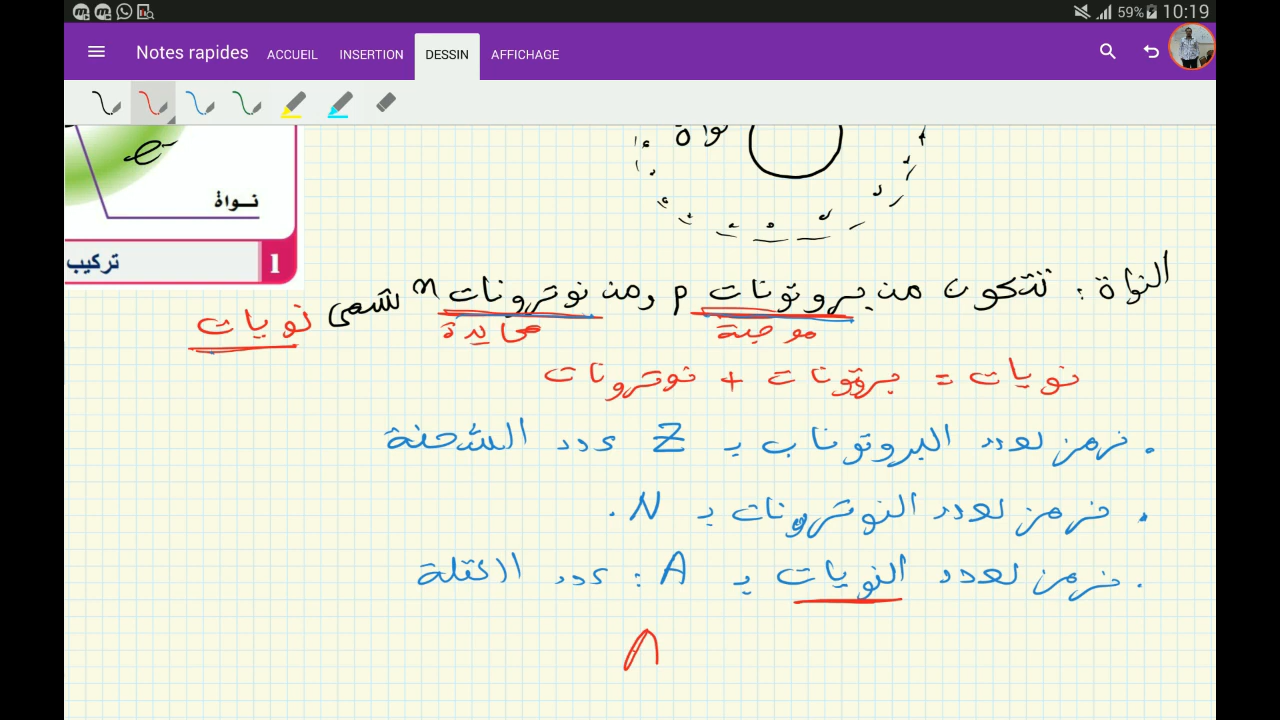 59% 10:19
Notes rapides ACCUEIL INSERTION DESSIN AFFICHAGE
نواة
e-
نـواة
1 تركيب
النواة : تتكون من بروتونات p ومن نوترونات n تسمى نويات
موجبة محايدة
نويات = بروتونات + نوترونات
. نرمز لعدد البروتونات بـ Z عدد الشحنة
. نرمز لعدد النوترونات بـ N.
. نرمز لعدد النويات بـ A : عدد الكتلة